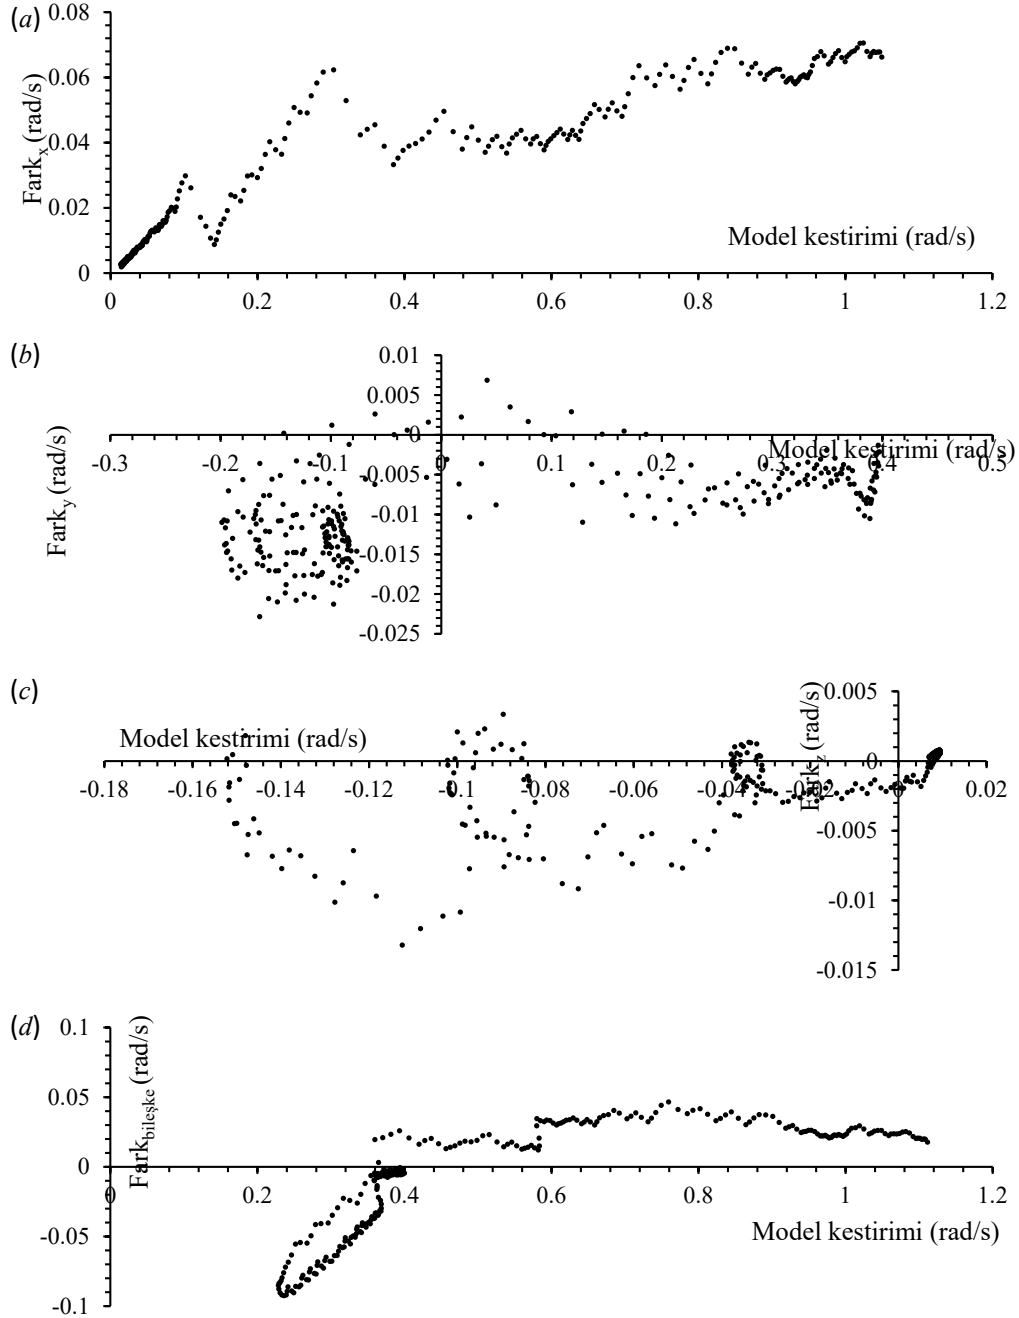 (a)
0.08
0.06
0.04
0.02
0
Farkx (rad/s)
Model kestirimi (rad/s)
0 0.2 0.4 0.6 0.8 1 1.2
(b)
0.01
0.005
0
-0.005
-0.01
-0.015
-0.02
-0.025
Farky (rad/s)
Model kestirimi (rad/s)
-0.3 -0.2 -0.1 0 0.1 0.2 0.3 0.4 0.5
(c)
0.005
0
-0.005
-0.01
-0.015
Farkz (rad/s)
Model kestirimi (rad/s)
-0.18 -0.16 -0.14 -0.12 -0.1 -0.08 -0.06 -0.04 -0.02 0 0.02
(d)
0.1
0.05
0
-0.05
-0.1
Farkbileşke (rad/s)
0 0.2 0.4 0.6 0.8 1 1.2
Model kestirimi (rad/s)